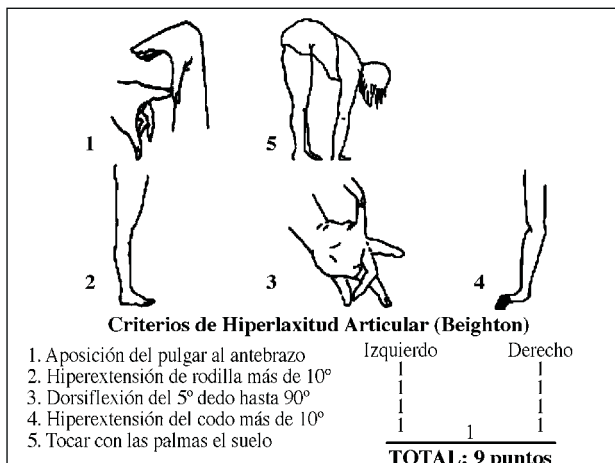 1
5
2
3
4
Criterios de Hiperlaxitud Articular (Beighton)
Izquierdo Derecho
1. Aposición del pulgar al antebrazo 1 1
2. Hiperextensión de rodilla más de 10º 1 1
3. Dorsiflexión del 5º dedo hasta 90º 1 1
4. Hiperextensión del codo más de 10º 1 1
5. Tocar con las palmas el suelo 1
TOTAL: 9 puntos